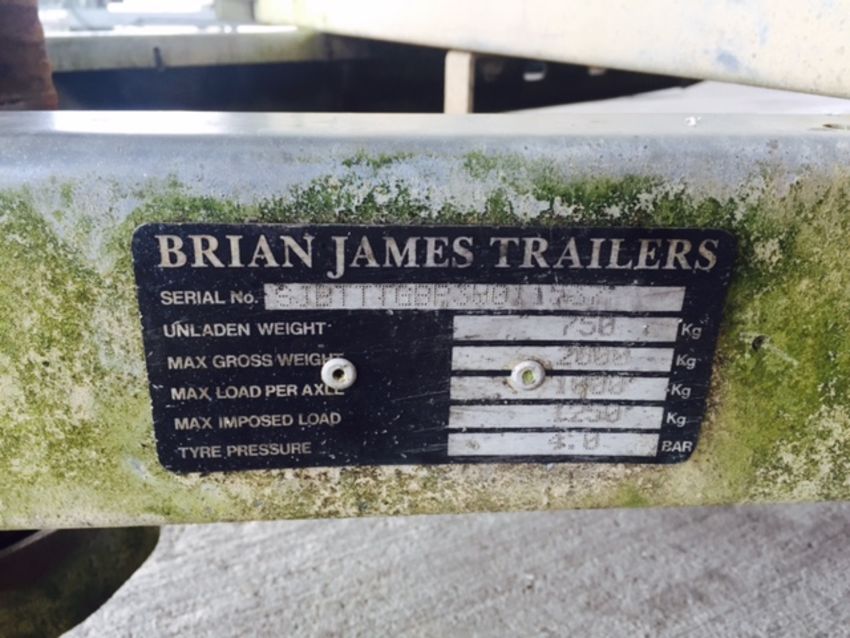 BRIAN JAMES TRAILERS
SERIAL No.
UNLADEN WEIGHT 750 Kg
MAX GROSS WEIGHT 2000 Kg
MAX LOAD PER AXLE 1000 Kg
MAX IMPOSED LOAD 1250 Kg
TYRE PRESSURE 4.0 BAR